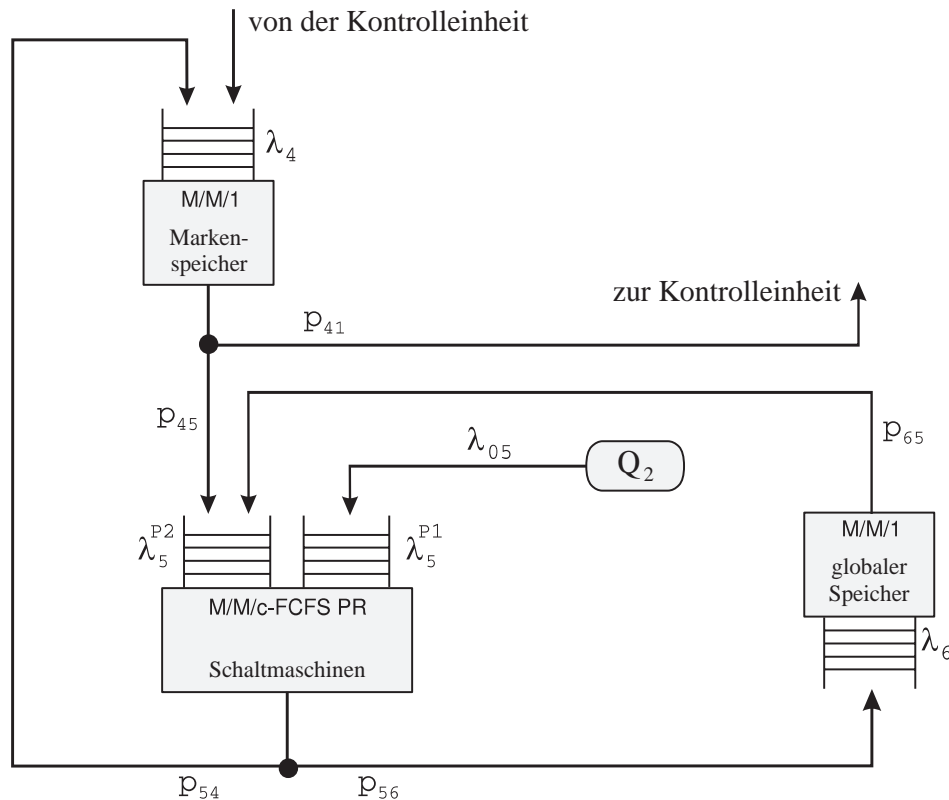 von der Kontrolleinheit
λ4
M/M/1
Marken-
speicher
zur Kontrolleinheit
p41
p45
p65
λ05
Q2
λ5P2
λ5P1
M/M/1
globaler
Speicher
M/M/c-FCFS PR
λ6
Schaltmaschinen
p54
p56